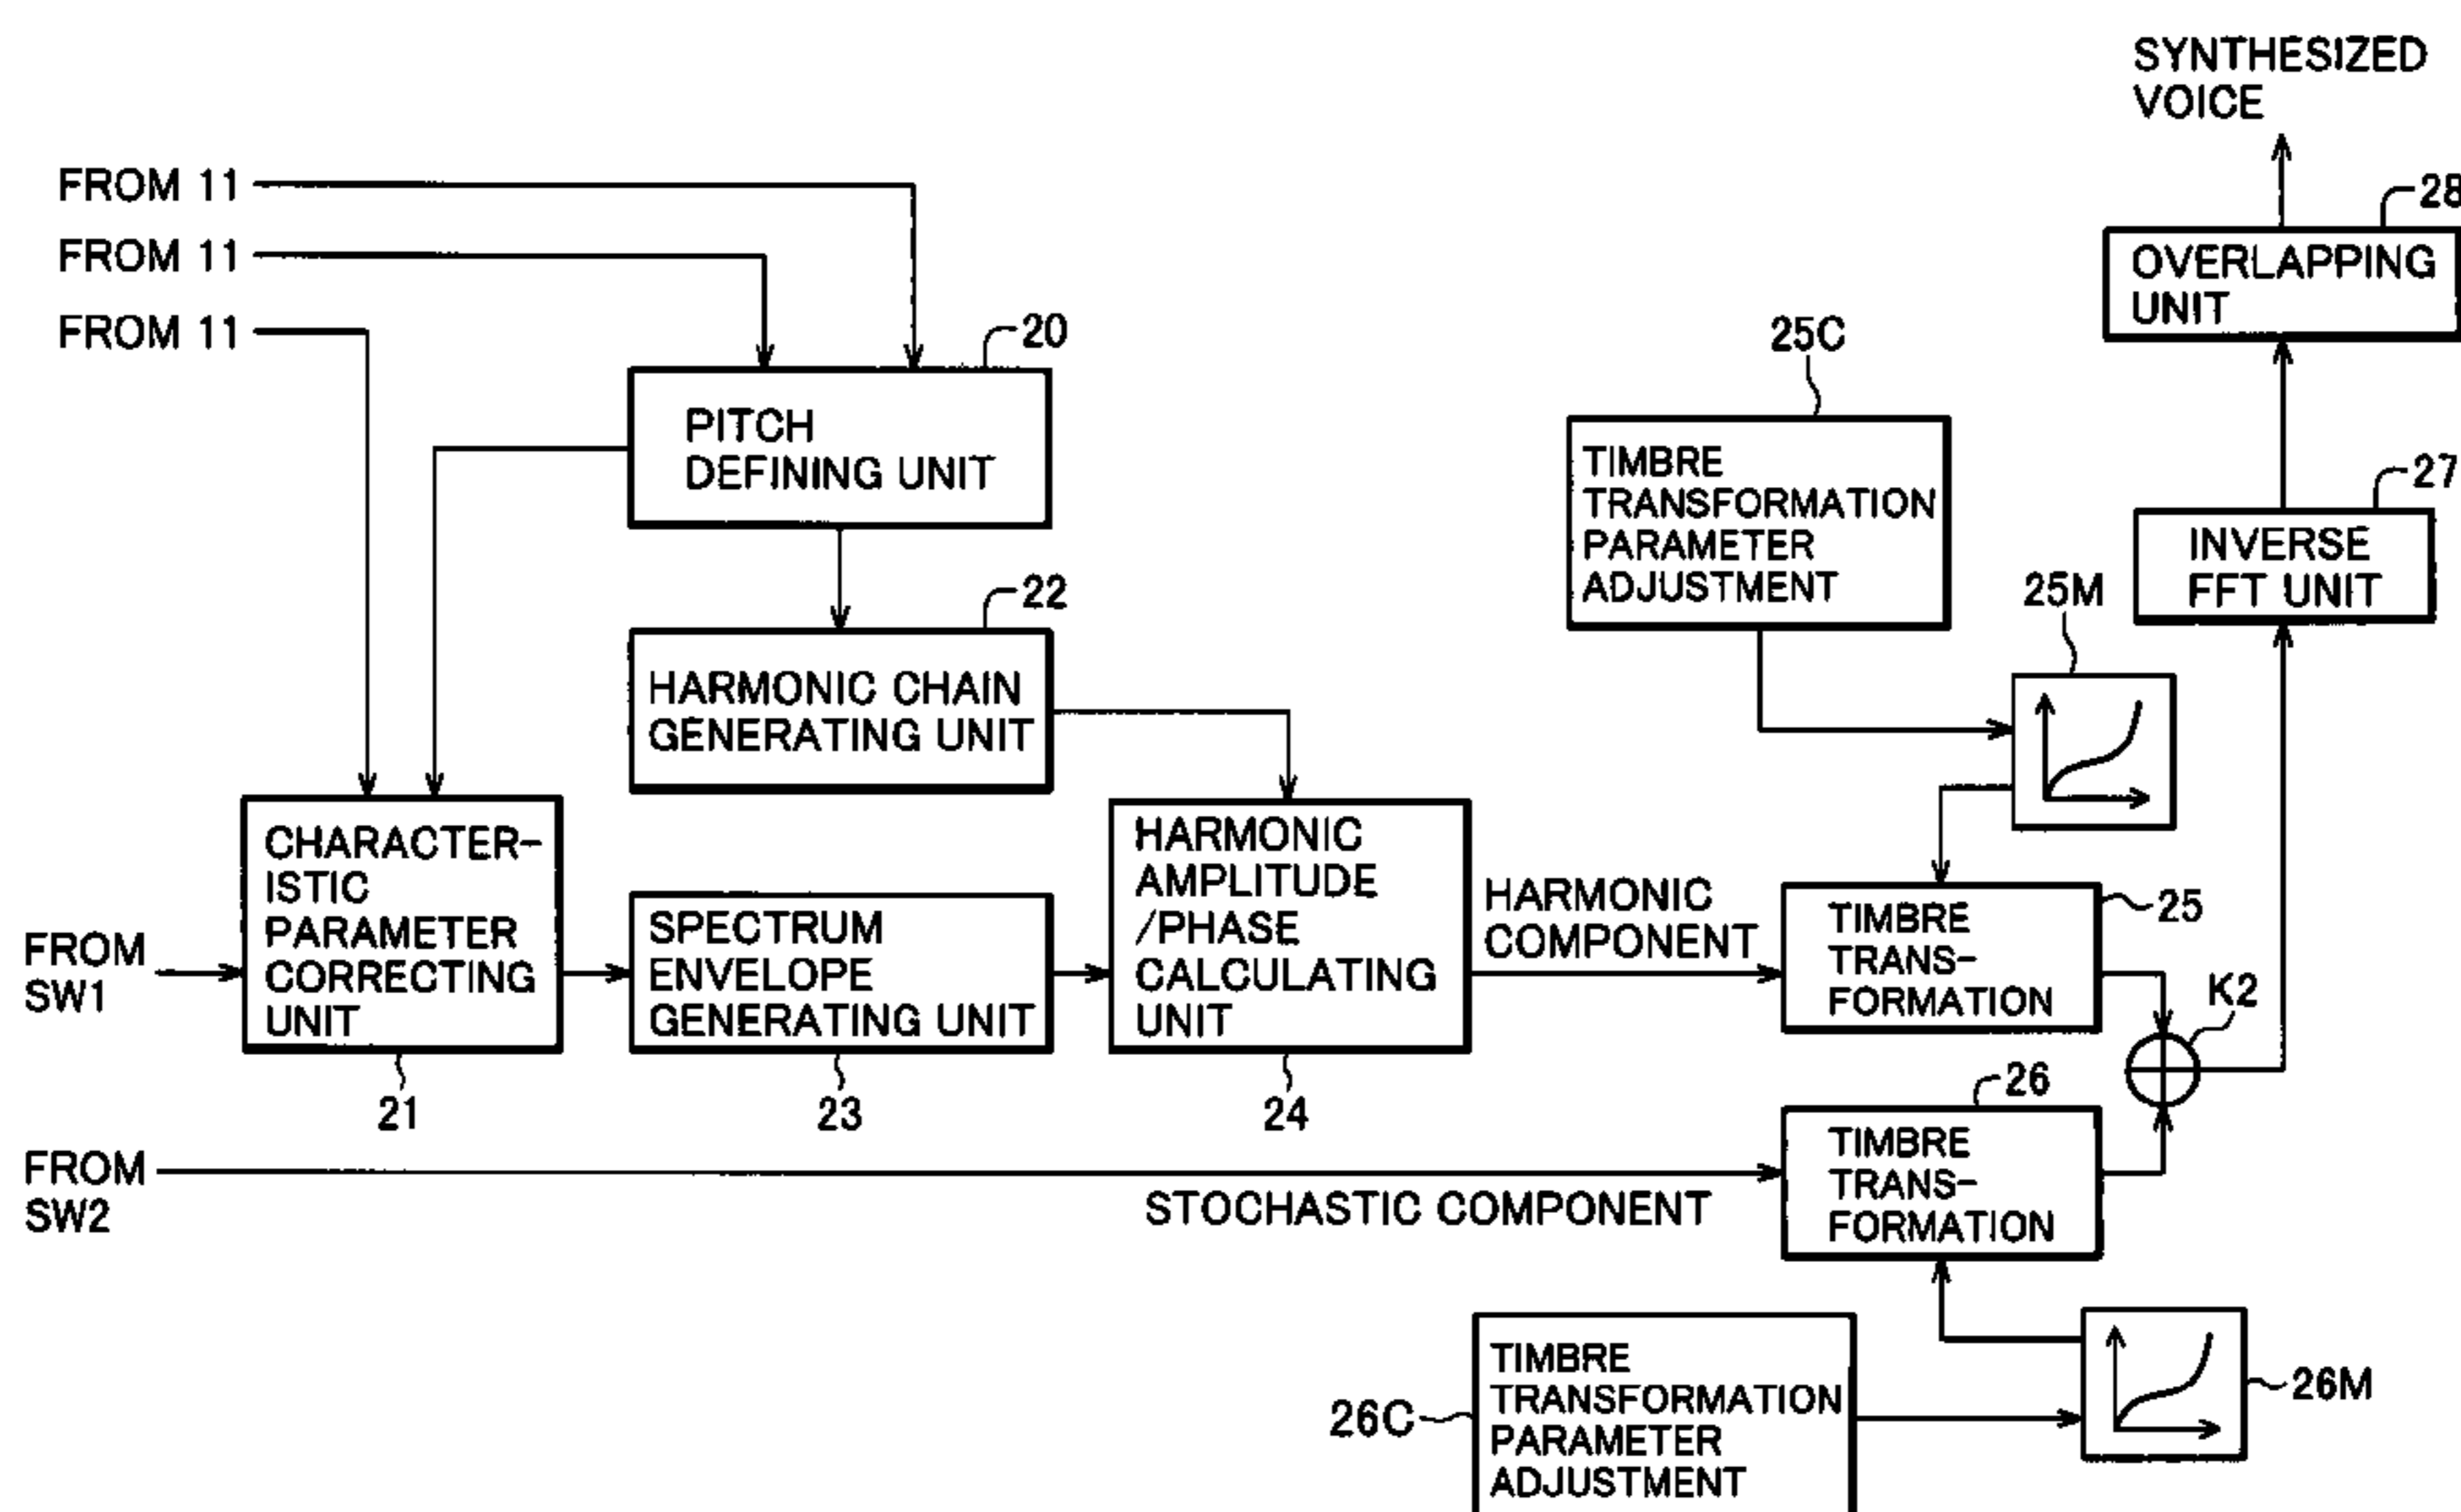 SYNTHESIZED
VOICE
FROM 11
FROM 11
FROM 11
28
OVERLAPPING
UNIT
20
PITCH
DEFINING UNIT
25C
TIMBRE
TRANSFORMATION
PARAMETER
ADJUSTMENT
27
INVERSE
FFT UNIT
22
HARMONIC CHAIN
GENERATING UNIT
25M
CHARACTER-
ISTIC
PARAMETER
CORRECTING
UNIT
21
FROM
SW1
SPECTRUM
ENVELOPE
GENERATING UNIT
23
HARMONIC
AMPLITUDE
/PHASE
CALCULATING
UNIT
24
HARMONIC
COMPONENT
TIMBRE
TRANS-
FORMATION
25
K2
26
TIMBRE
TRANS-
FORMATION
FROM
SW2
STOCHASTIC COMPONENT
26C
TIMBRE
TRANSFORMATION
PARAMETER
ADJUSTMENT
26M